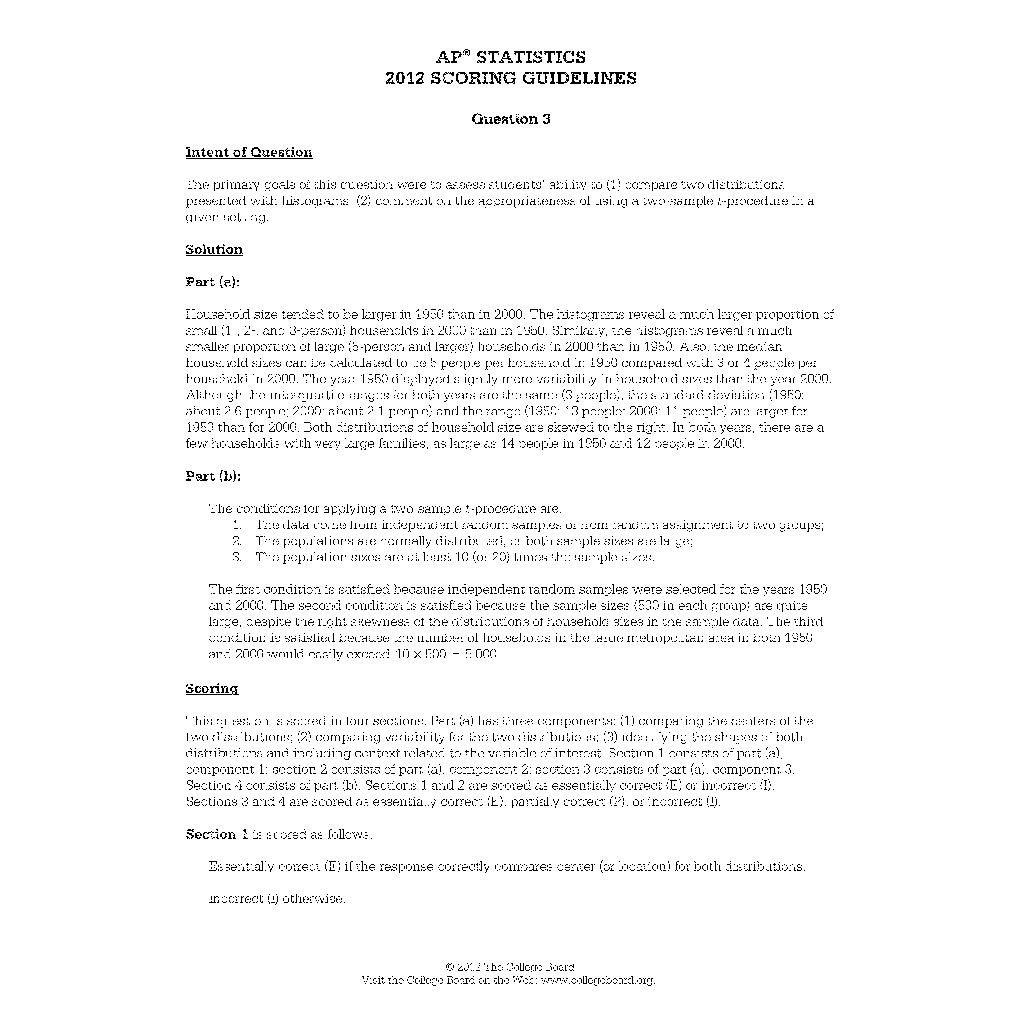 AP® STATISTICS
2012 SCORING GUIDELINES
Question 3
Intent of Question
The primary goals of this question were to assess students' ability to (1) compare two distributions
presented with histograms; (2) comment on the appropriateness of using a two-sample t-procedure in a
given setting.
Solution
Part (a):
Household size tended to be larger in 1950 than in 2000. The histograms reveal a much larger proportion of
small (1-, 2-, and 3-person) households in 2000 than in 1950. Similarly, the histograms reveal a much
smaller proportion of large (5-person and larger) households in 2000 than in 1950. Also, the median
household sizes can be calculated to be 5 people per household in 1950 compared with 3 or 4 people per
household in 2000. The year 1950 displayed slightly more variability in household sizes than the year 2000.
Although the interquartile ranges for both years are the same (3 people), the standard deviation (1950:
about 2.6 people; 2000: about 2.1 people) and the range (1950: 13 people; 2000: 11 people) are larger for
1950 than for 2000. Both distributions of household size are skewed to the right. In both years, there are a
few households with very large families, as large as 14 people in 1950 and 12 people in 2000.
Part (b):
The conditions for applying a two-sample t-procedure are:
1. The data come from independent random samples or from random assignment to two groups;
2. The populations are normally distributed, or both sample sizes are large;
3. The population sizes are at least 10 (or 20) times the sample sizes.
The first condition is satisfied because independent random samples were selected for the years 1950
and 2000. The second condition is satisfied because the sample sizes (500 in each group) are quite
large, despite the right skewness of the distributions of household sizes in the sample data. The third
condition is satisfied because the number of households in the large metropolitan area in both 1950
and 2000 would easily exceed 10 × 500 = 5,000.
Scoring
This question is scored in four sections. Part (a) has three components: (1) comparing the centers of the
two distributions; (2) comparing variability for the two distributions; (3) identifying the shapes of both
distributions and including context related to the variable of interest. Section 1 consists of part (a),
component 1; section 2 consists of part (a), component 2; section 3 consists of part (a), component 3.
Section 4 consists of part (b). Sections 1 and 2 are scored as essentially correct (E) or incorrect (I).
Sections 3 and 4 are scored as essentially correct (E), partially correct (P), or incorrect (I).
Section 1 is scored as follows:
Essentially correct (E) if the response correctly compares center (or location) for both distributions.
Incorrect (I) otherwise.
© 2012 The College Board.
Visit the College Board on the Web: www.collegeboard.org.